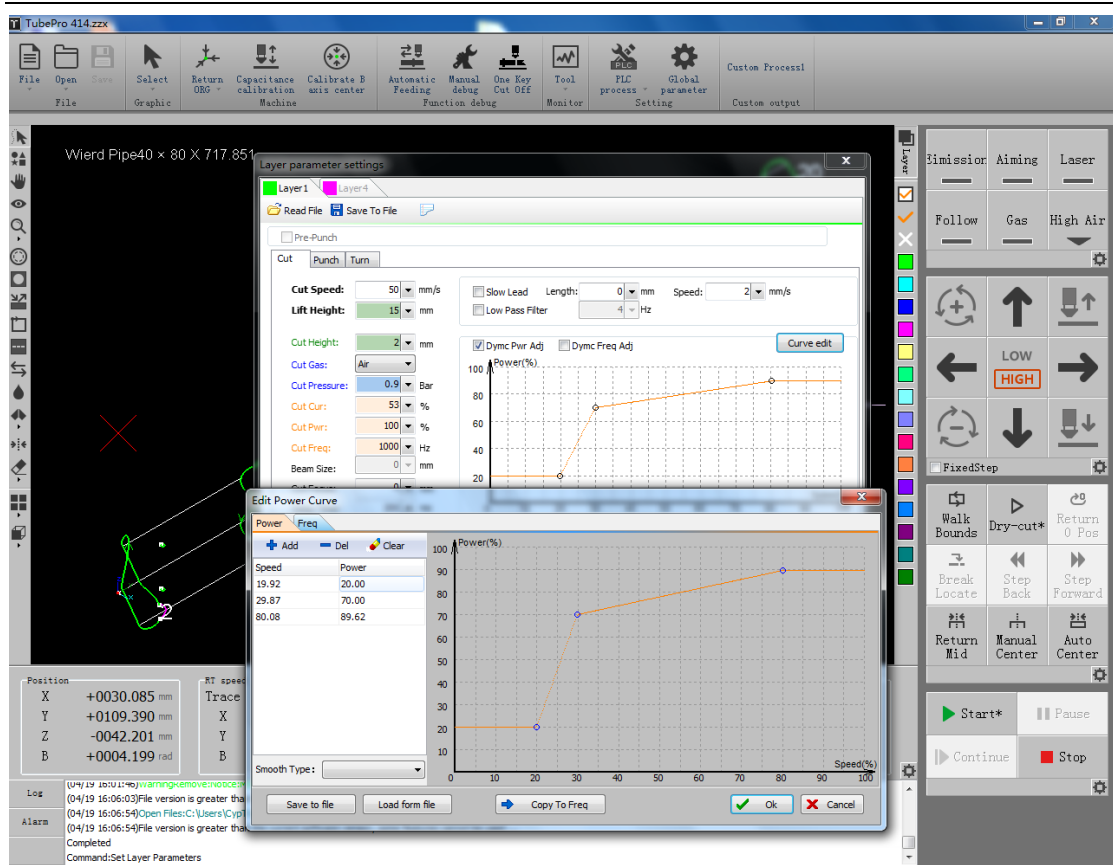 TubePro 414.zzx
File Open Save Select Return ORG Capacitance calibration Calibrate B axis center Automatic Feeding Manual debug One Key Cut Off Tool PLC process Global parameter Custom Process1
File Graphic Machine Function debug Monitor Setting Custom output
Wierd Pipe40 × 80 X 717.851
Layer parameter settings
Layer1 Layer4
Read File Save To File
Pre-Punch
Cut Punch Turn
Cut Speed: 50 mm/s
Lift Height: 15 mm
Slow Lead Length: 0 mm Speed: 2 mm/s
Low Pass Filter 4 Hz
Cut Height: 2 mm
Cut Gas: Air
Cut Pressure: 0.9 Bar
Cut Cur: 53 %
Cut Pwr: 100 %
Cut Freq: 1000 Hz
Beam Size: 0 mm
Dymc Pwr Adj Dymc Freq Adj Curve edit
Power(%)
100
80
60
40
20
Edit Power Curve
Power Freq
Add Del Clear
Speed Power
19.92 20.00
29.87 70.00
80.08 89.62
Smooth Type:
Power(%)
100
90
80
70
60
50
40
30
20
10
Speed(%)
0 10 20 30 40 50 60 70 80 90 100
Save to file Load form file Copy To Freq Ok Cancel
Layer
Aiming Laser
Follow Gas High Air
LOW
HIGH
FixedStep
Walk Bounds Dry-cut* Return 0 Pos
Break Locate Step Back Step Forward
Return Mid Manual Center Auto Center
Start* Pause
Continue Stop
Position
X +0030.085 mm
Y +0109.390 mm
Z -0042.201 mm
B +0004.199 rad
RT speed
Trace
X
Y
B
Log
Alarm
(04/19 16:06:03)File version is greater tha
(04/19 16:06:54)Open Files:C:\Users\CypT
(04/19 16:06:54)File version is greater tha
Completed
Command:Set Layer Parameters